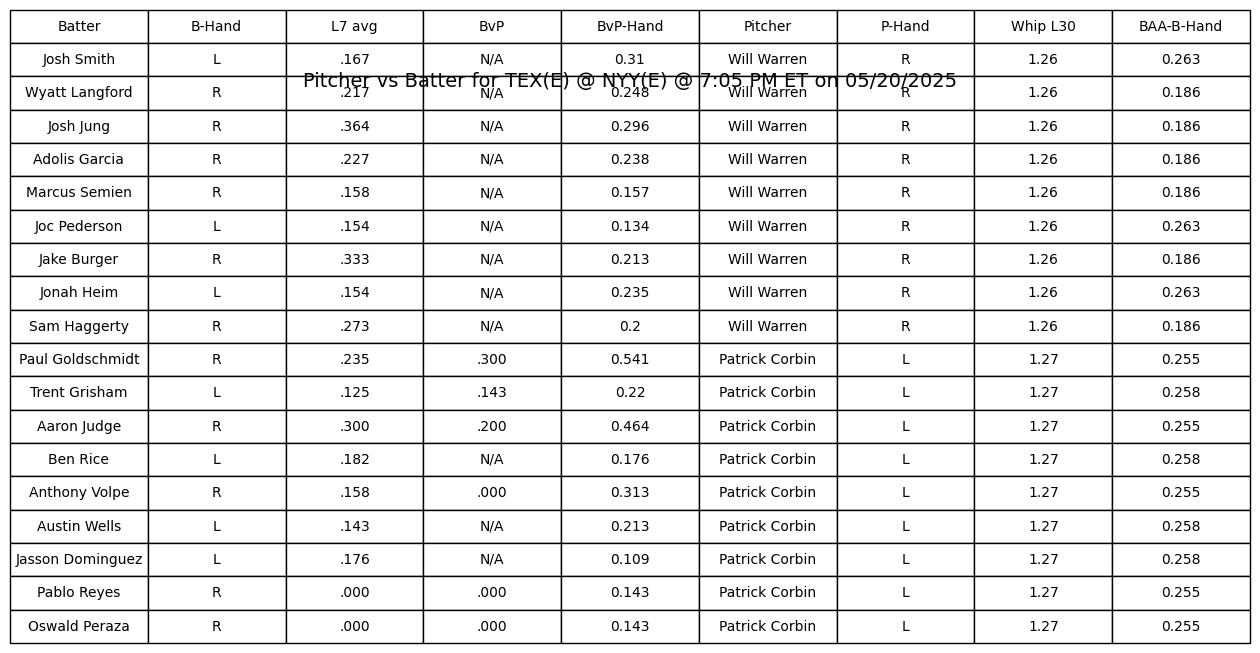 Batter B-Hand L7 avg BvP BvP-Hand Pitcher P-Hand Whip L30 BAA-B-Hand
Josh Smith L .167 N/A 0.31 Will Warren R 1.26 0.263
Pitcher vs Batter for TEX(E) @ NYY(E) @ 7:05 PM ET on 05/20/2025
Wyatt Langford R .217 N/A 0.248 Will Warren R 1.26 0.186
Josh Jung R .364 N/A 0.296 Will Warren R 1.26 0.186
Adolis Garcia R .227 N/A 0.238 Will Warren R 1.26 0.186
Marcus Semien R .158 N/A 0.157 Will Warren R 1.26 0.186
Joc Pederson L .154 N/A 0.134 Will Warren R 1.26 0.263
Jake Burger R .333 N/A 0.213 Will Warren R 1.26 0.186
Jonah Heim L .154 N/A 0.235 Will Warren R 1.26 0.263
Sam Haggerty R .273 N/A 0.2 Will Warren R 1.26 0.186
Paul Goldschmidt R .235 .300 0.541 Patrick Corbin L 1.27 0.255
Trent Grisham L .125 .143 0.22 Patrick Corbin L 1.27 0.258
Aaron Judge R .300 .200 0.464 Patrick Corbin L 1.27 0.255
Ben Rice L .182 N/A 0.176 Patrick Corbin L 1.27 0.258
Anthony Volpe R .158 .000 0.313 Patrick Corbin L 1.27 0.255
Austin Wells L .143 N/A 0.213 Patrick Corbin L 1.27 0.258
Jasson Dominguez L .176 N/A 0.109 Patrick Corbin L 1.27 0.258
Pablo Reyes R .000 .000 0.143 Patrick Corbin L 1.27 0.255
Oswald Peraza R .000 .000 0.143 Patrick Corbin L 1.27 0.255